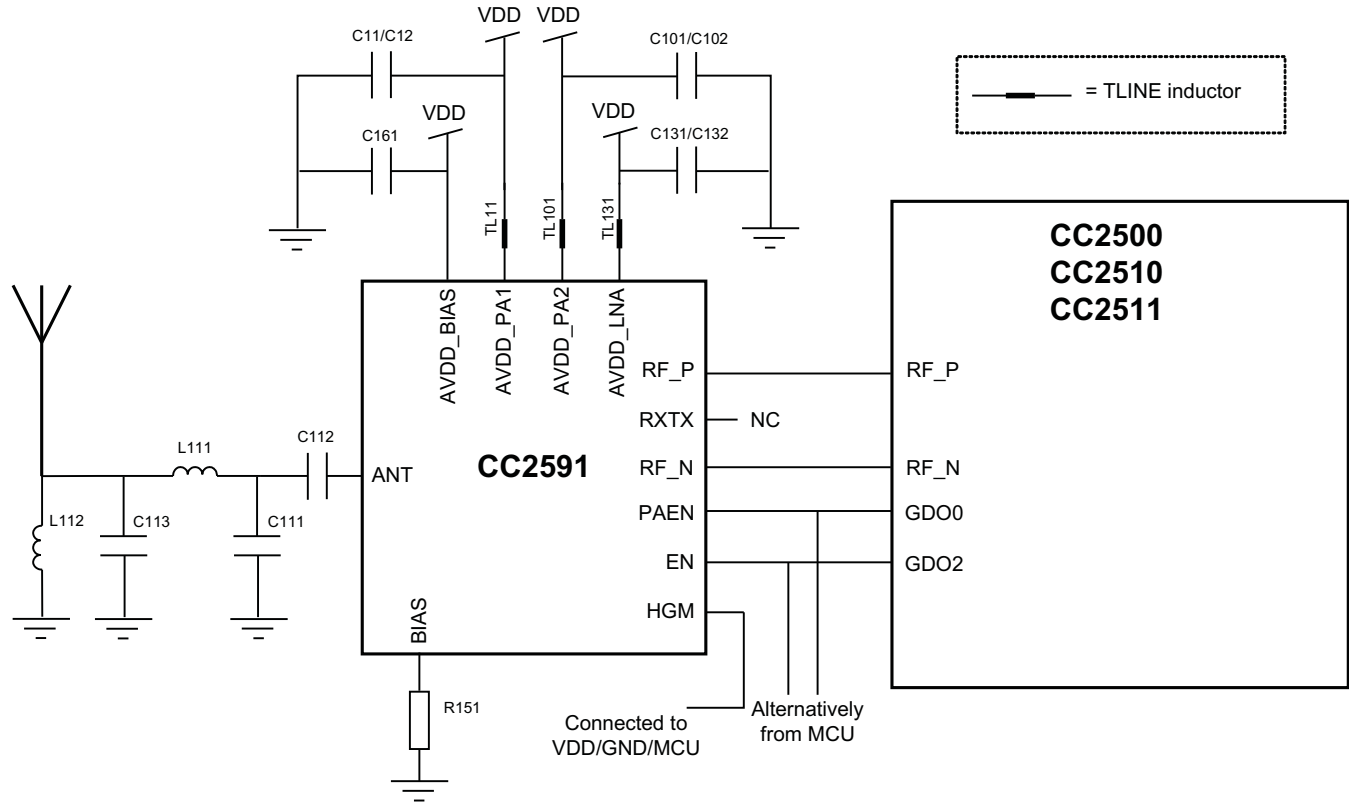 VDD
VDD
C11/C12
C101/C102
= TLINE inductor
VDD
VDD
C161
C131/C132
TL11
TL101
TL131
CC2500
CC2510
CC2511
AVDD_BIAS
AVDD_PA1
AVDD_PA2
AVDD_LNA
RF_P
RF_P
RXTX
NC
L111
C112
ANT
CC2591
RF_N
RF_N
L112
C113
C111
PAEN
GDO0
EN
GDO2
HGM
BIAS
R151
Connected to
VDD/GND/MCU
Alternatively
from MCU